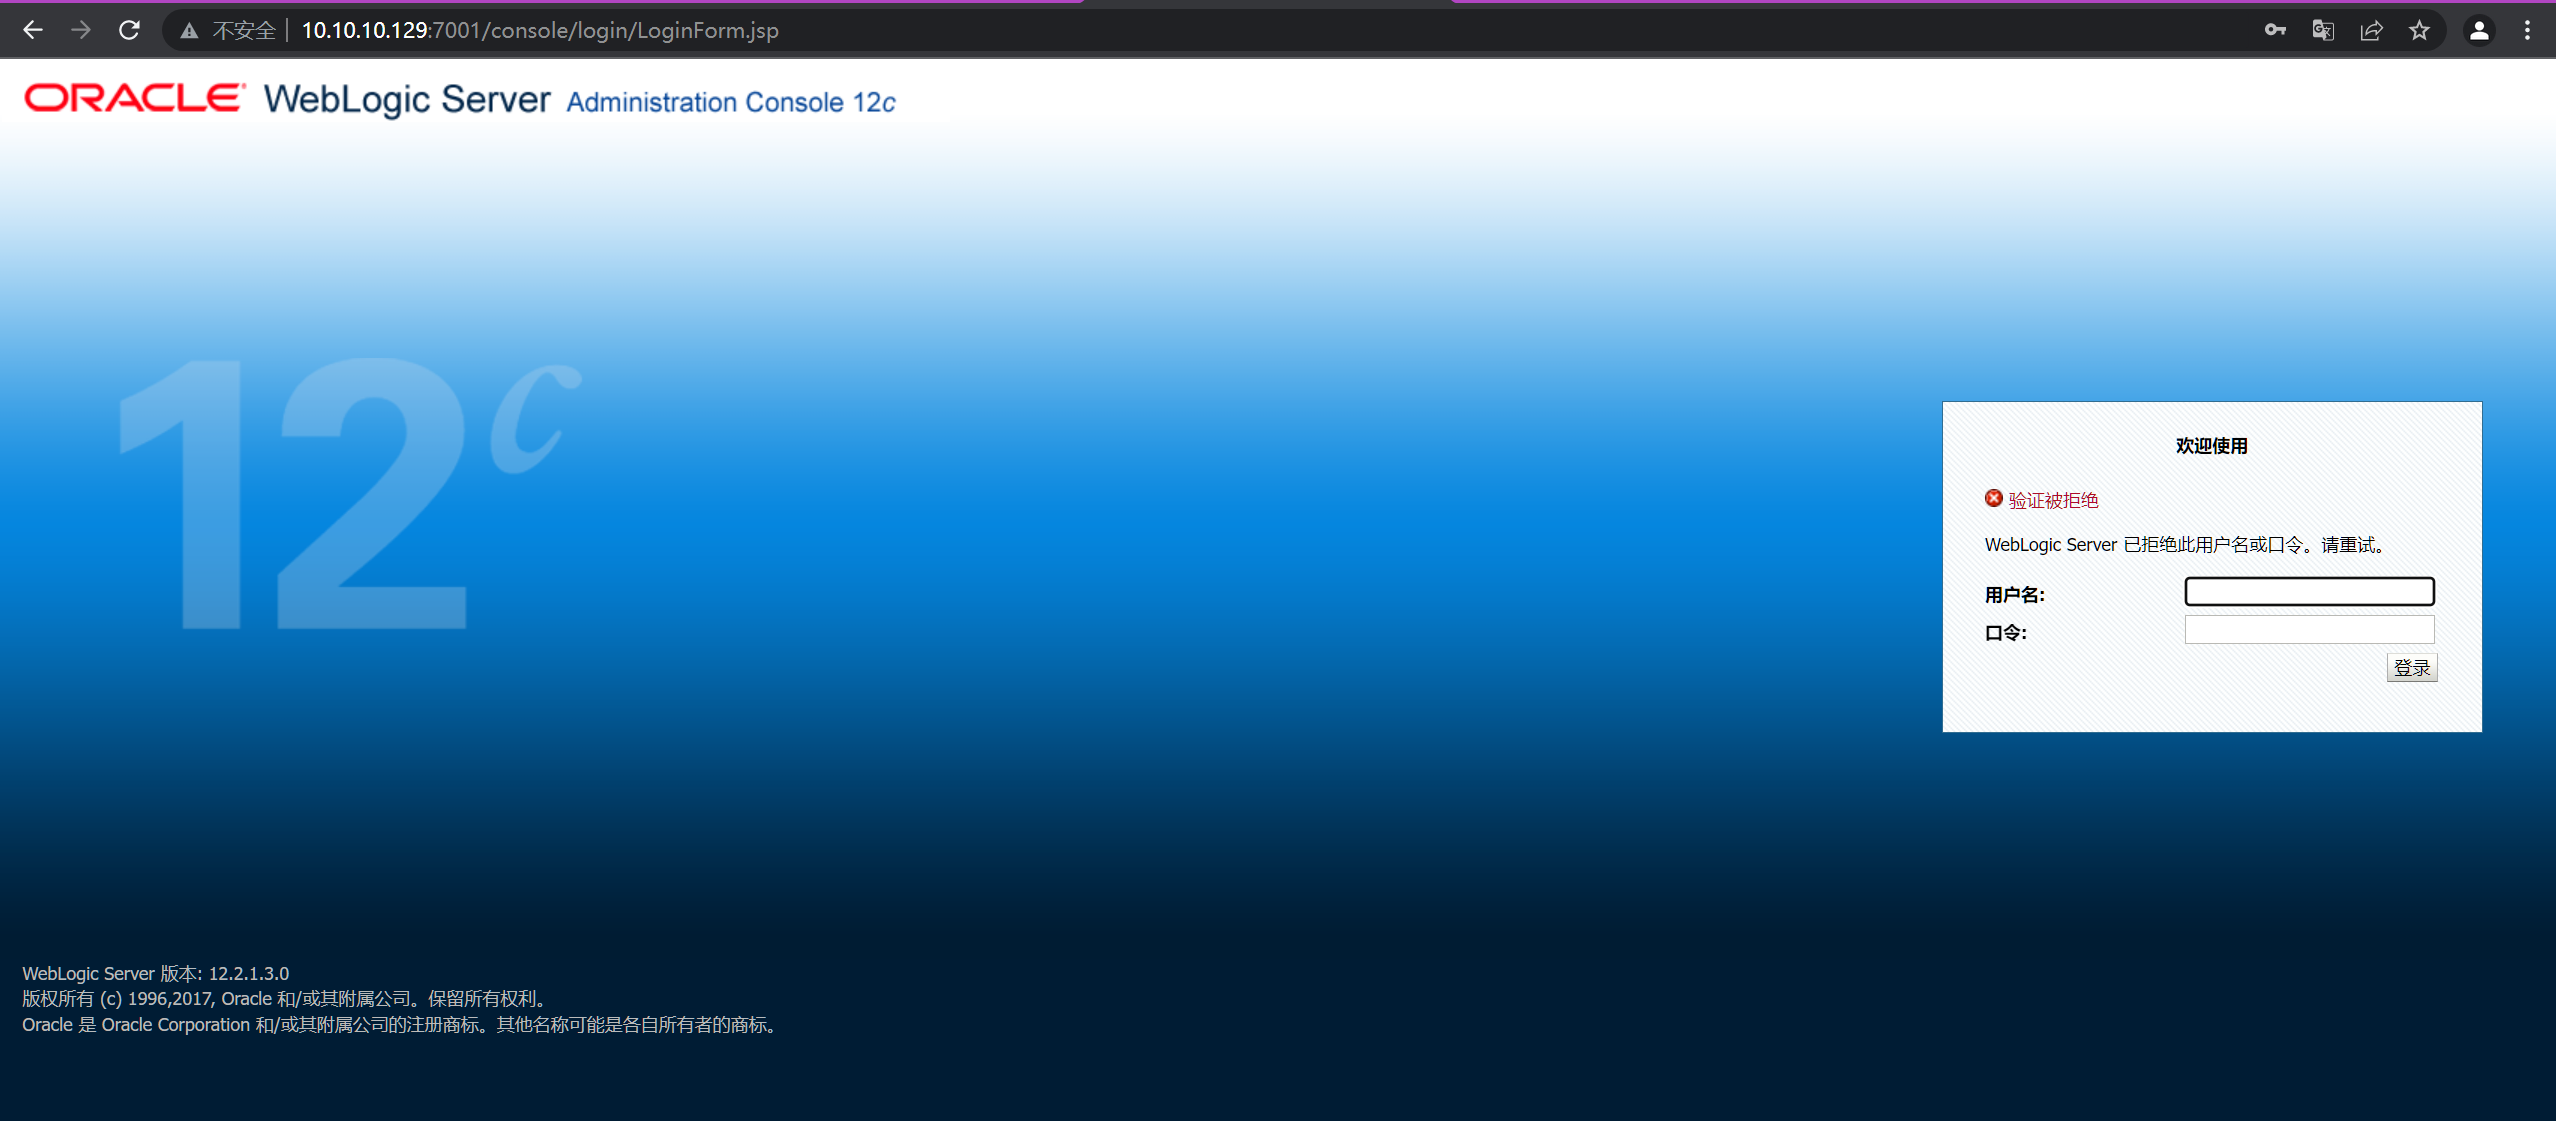 不安全 | 10.10.10.129:7001/console/login/LoginForm.jsp
ORACLE® WebLogic Server Administration Console 12c
12c
欢迎使用
验证被拒绝
WebLogic Server 已拒绝此用户名或口令。请重试。
用户名:
口令:
登录
WebLogic Server 版本: 12.2.1.3.0
版权所有 (c) 1996,2017, Oracle 和/或其附属公司。保留所有权利。
Oracle 是 Oracle Corporation 和/或其附属公司的注册商标。其他名称可能是各自所有者的商标。